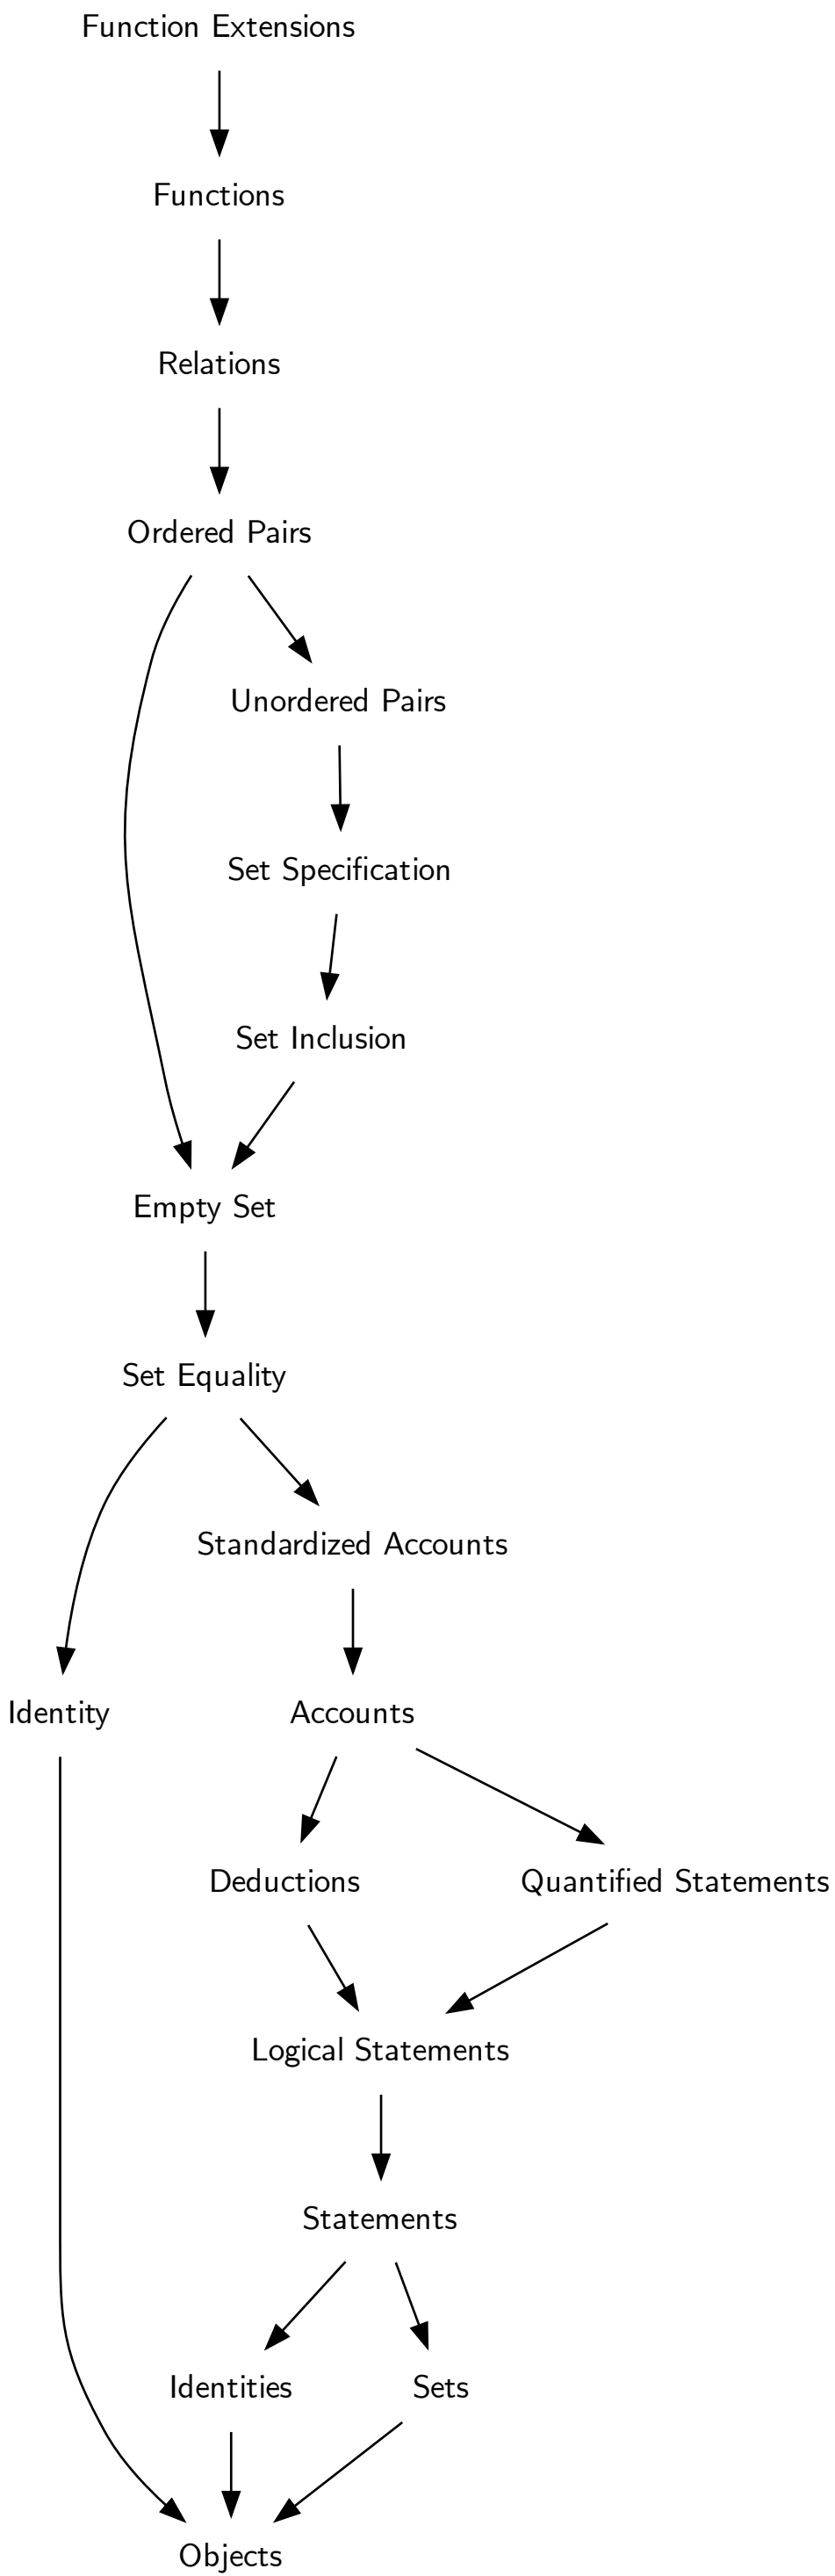 Function Extensions
Functions
Relations
Ordered Pairs
Unordered Pairs
Set Specification
Set Inclusion
Empty Set
Set Equality
Standardized Accounts
Identity
Accounts
Deductions
Quantified Statements
Logical Statements
Statements
Identities
Sets
Objects